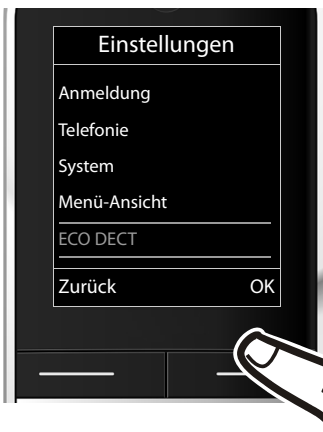 Einstellungen
Anmeldung
Telefonie
System
Menü-Ansicht
ECO DECT
Zurück OK